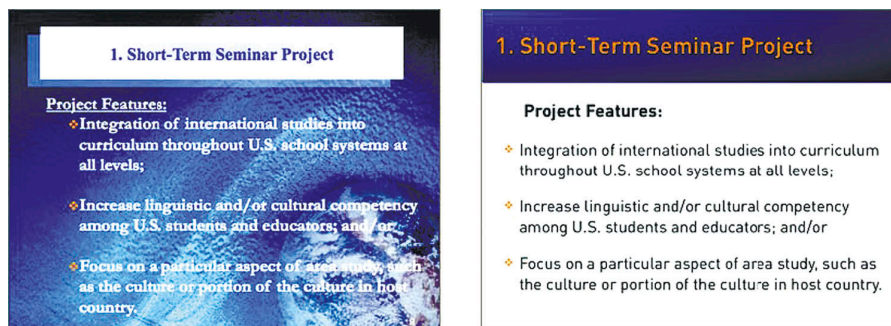 1. Short-Term Seminar Project
Project Features:
❖Integration of international studies into
curriculum throughout U.S. school systems at
all levels;
❖Increase linguistic and/or cultural competency
among U.S. students and educators; and/or
❖Focus on a particular aspect of area study, such
as the culture or portion of the culture in host
country.
1. Short-Term Seminar Project
Project Features:
❖ Integration of international studies into curriculum
throughout U.S. school systems at all levels;
❖ Increase linguistic and/or cultural competency
among U.S. students and educators; and/or
❖ Focus on a particular aspect of area study, such as
the culture or portion of the culture in host country.